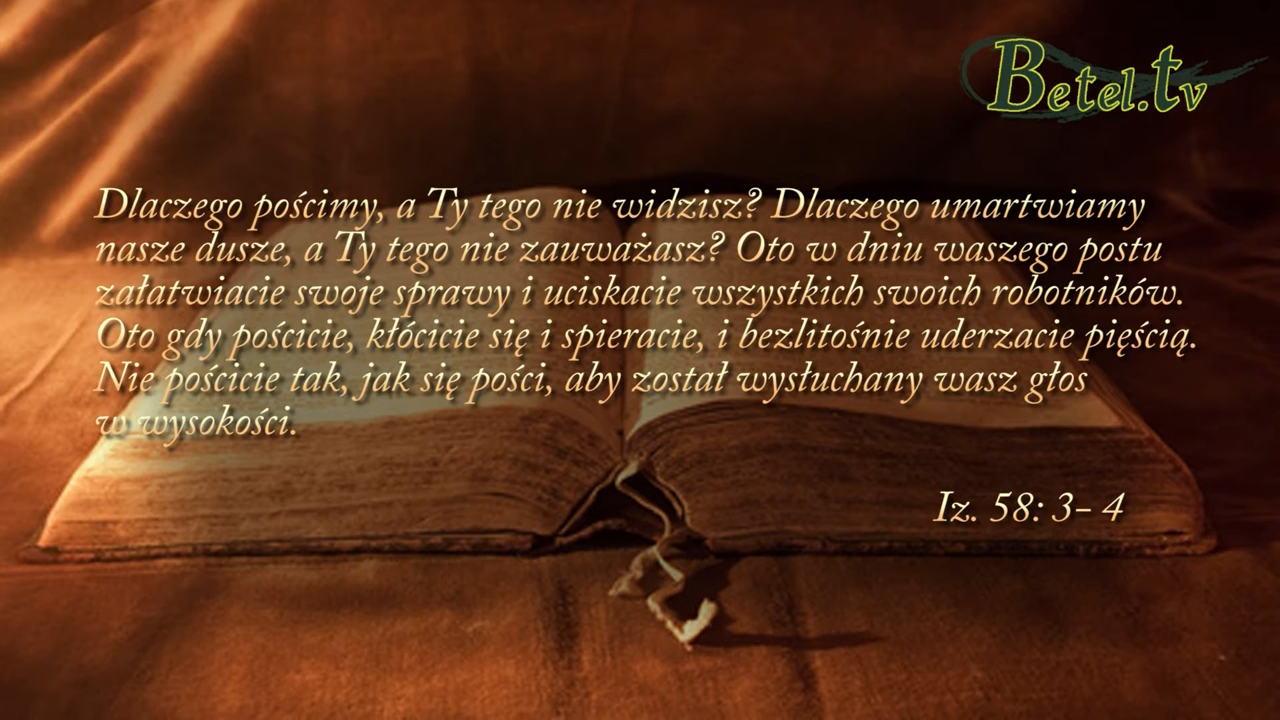 Betel.tv
Dlaczego pościmy, a Ty tego nie widzisz? Dlaczego umartwiamy
nasze dusze, a Ty tego nie zauważasz? Oto w dniu waszego postu
załatwiacie swoje sprawy i uciskacie wszystkich swoich robotników.
Oto gdy pościcie, kłócicie się i spieracie, i bezlitośnie uderzacie pięścią.
Nie pościcie tak, jak się pości, aby został wysłuchany wasz głos
w wysokości.
Iz. 58: 3- 4